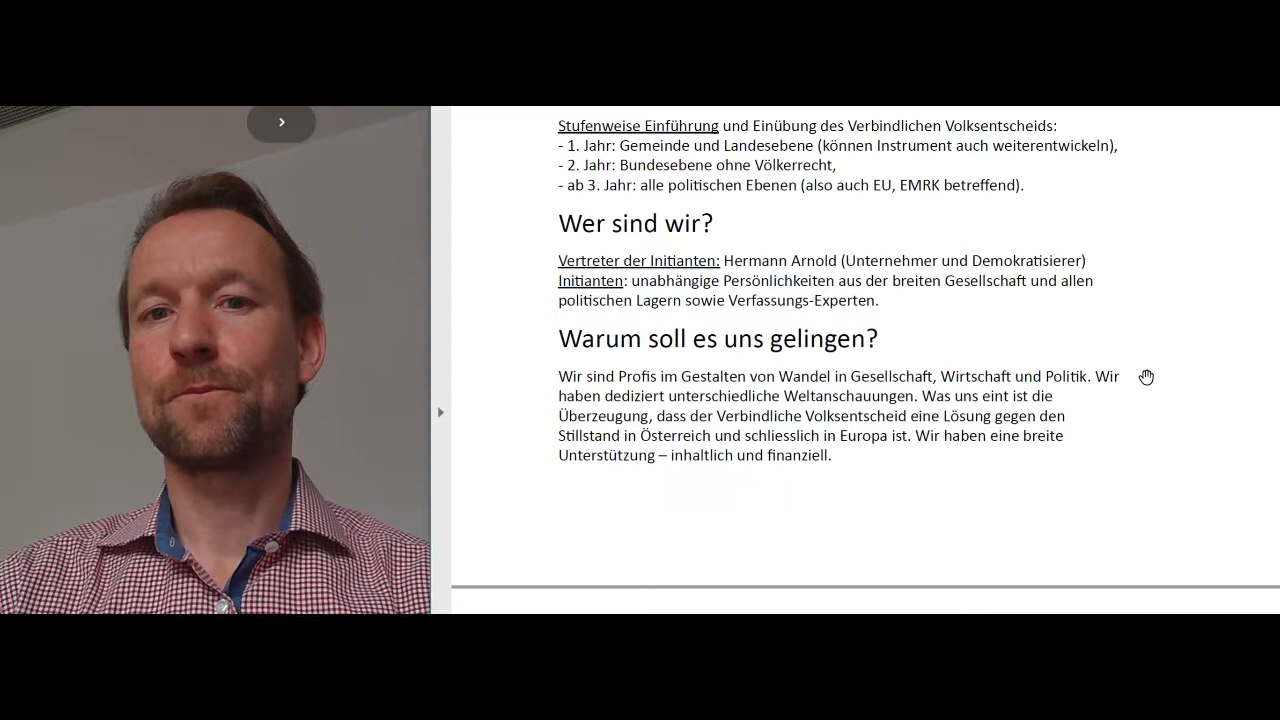 Stufenweise Einführung und Einübung des Verbindlichen Volksentscheids:
- 1. Jahr: Gemeinde und Landesebene (können Instrument auch weiterentwickeln),
- 2. Jahr: Bundesebene ohne Völkerrecht,
- ab 3. Jahr: alle politischen Ebenen (also auch EU, EMRK betreffend).
Wer sind wir?
Vertreter der Initianten: Hermann Arnold (Unternehmer und Demokratisierer)
Initianten: unabhängige Persönlichkeiten aus der breiten Gesellschaft und allen
politischen Lagern sowie Verfassungs-Experten.
Warum soll es uns gelingen?
Wir sind Profis im Gestalten von Wandel in Gesellschaft, Wirtschaft und Politik. Wir
haben dediziert unterschiedliche Weltanschauungen. Was uns eint ist die
Überzeugung, dass der Verbindliche Volksentscheid eine Lösung gegen den
Stillstand in Österreich und schliesslich in Europa ist. Wir haben eine breite
Unterstützung – inhaltlich und finanziell.